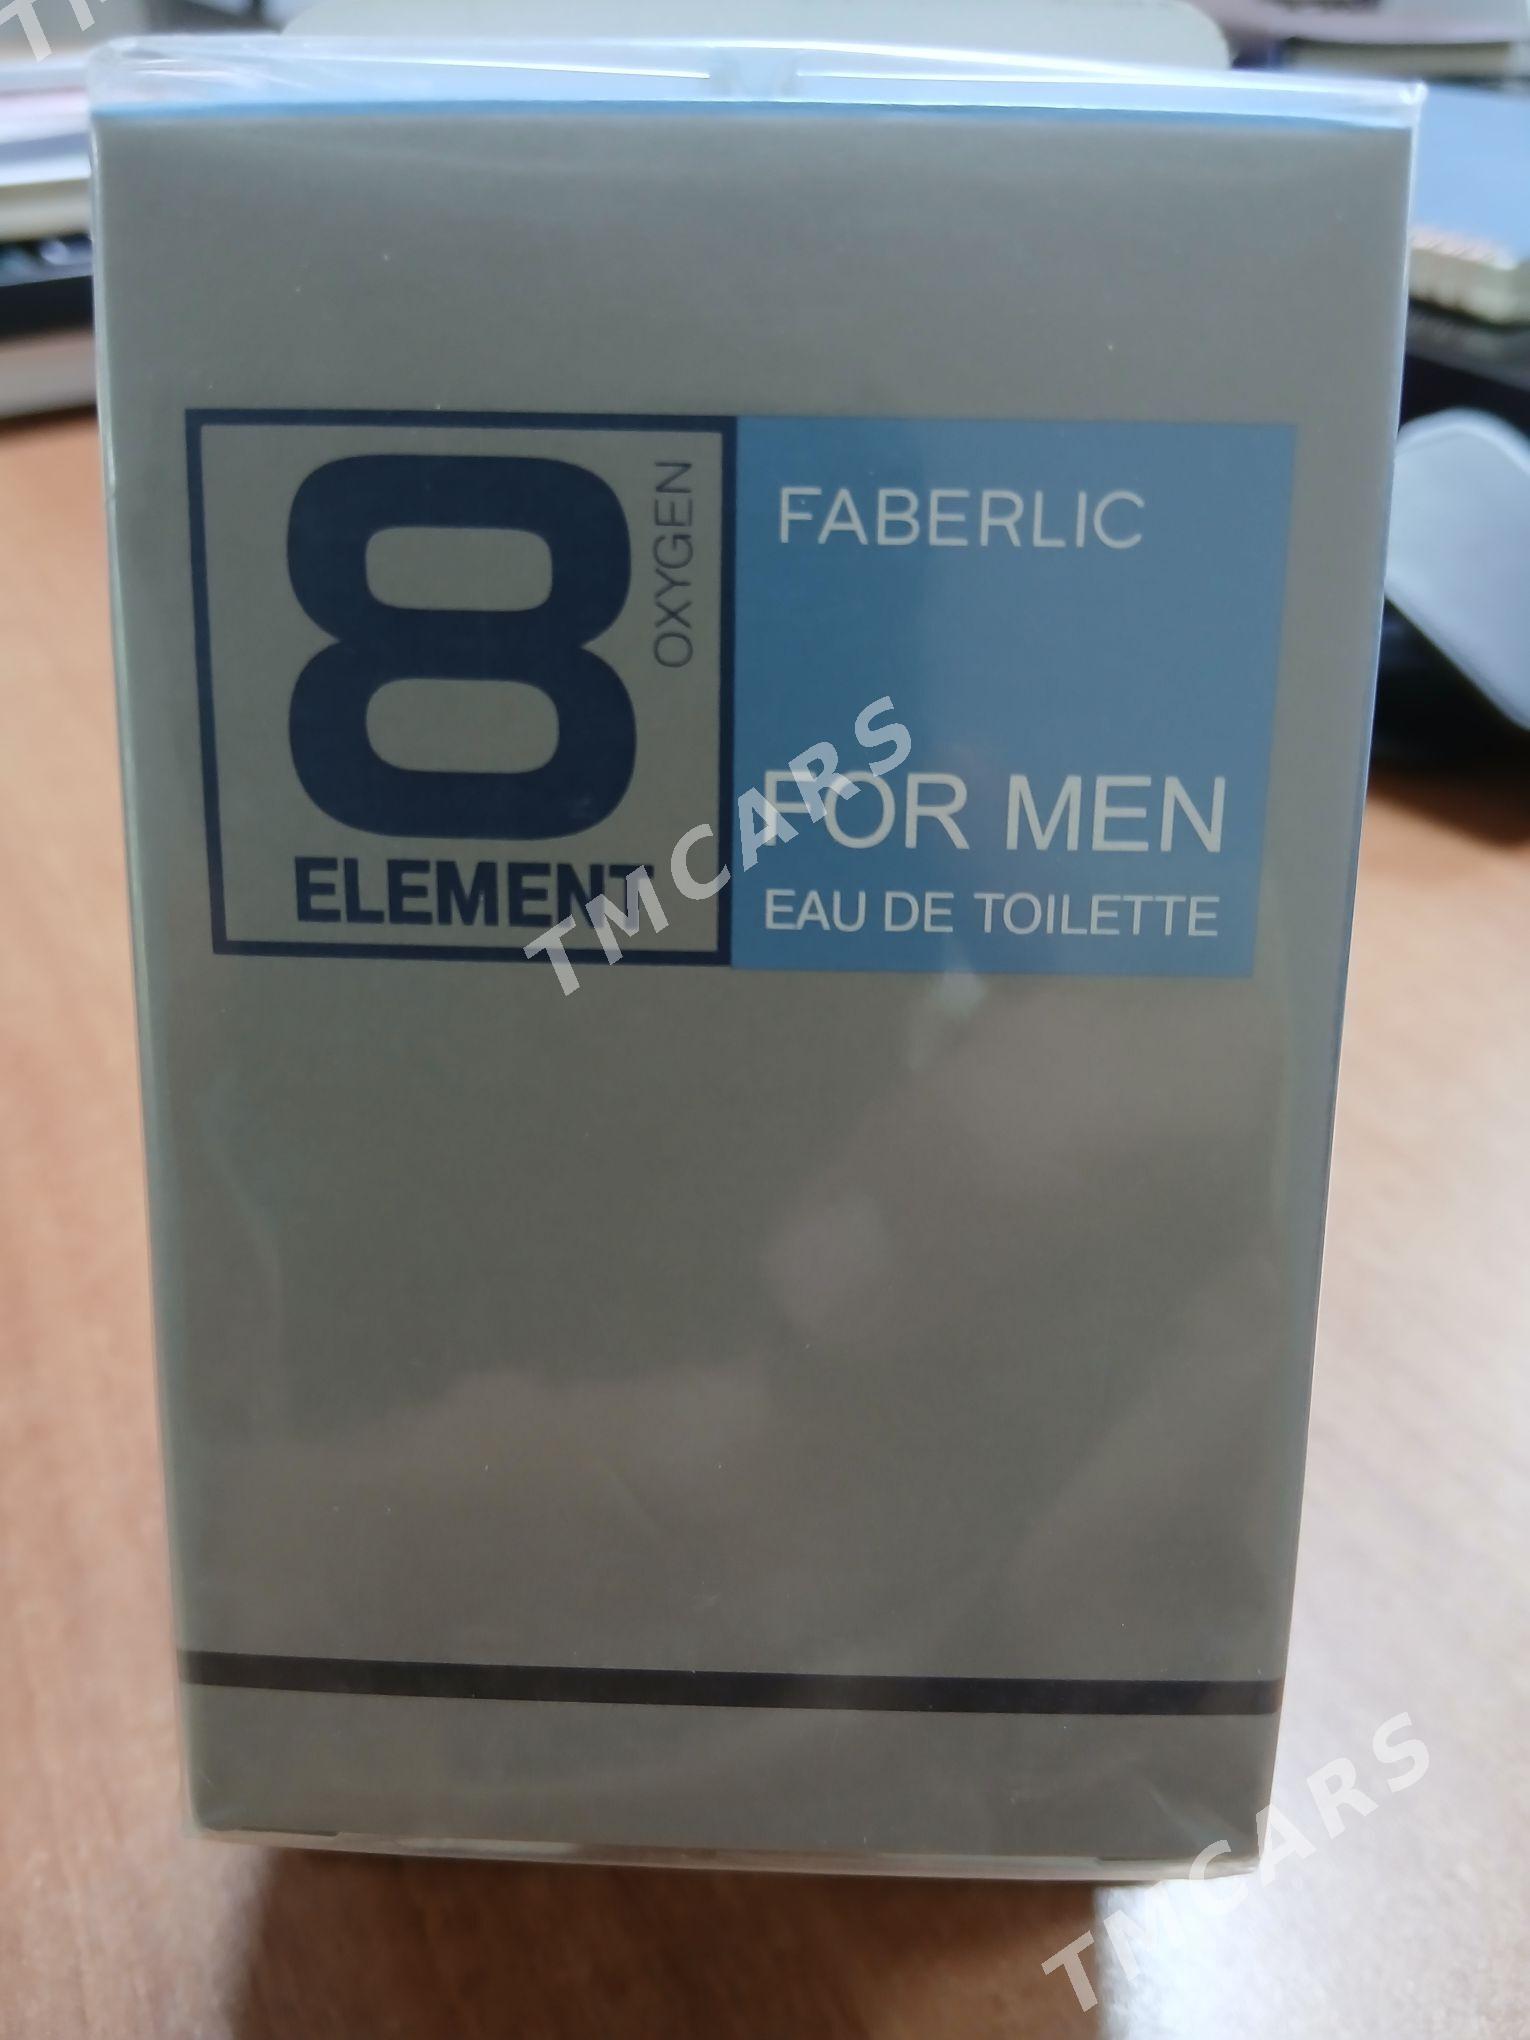 8
OXYGEN
ELEMENT
FABERLIC
FOR MEN
EAU DE TOILETTE
TMCARS
TMCARS